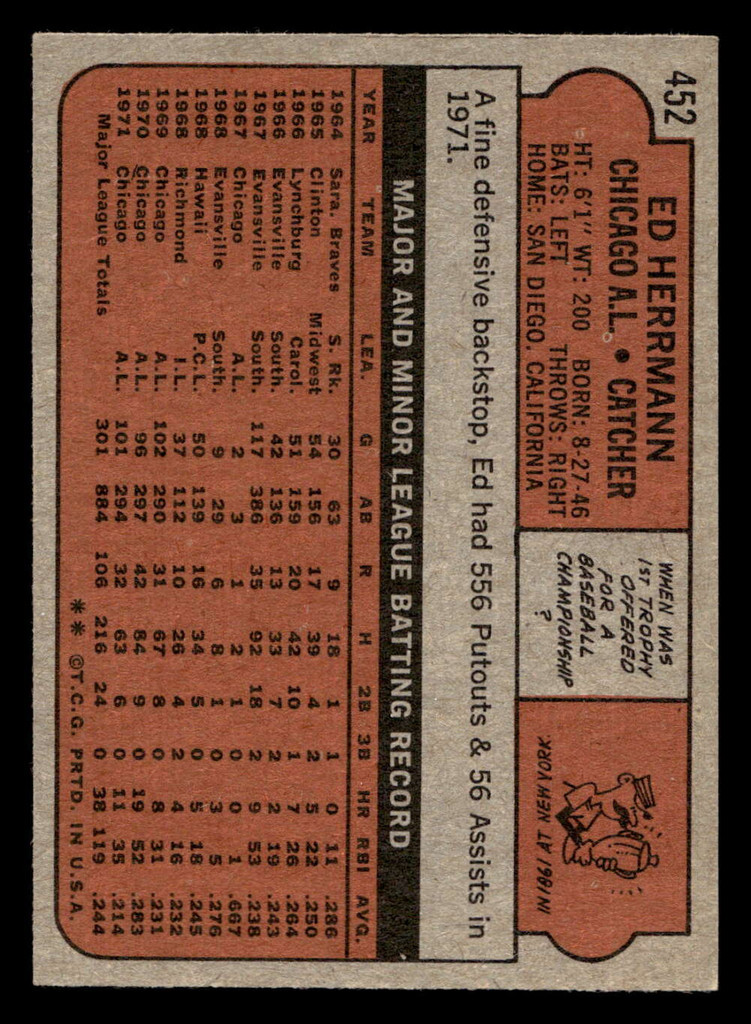 452
ED HERRMANN
CHICAGO A.L. • CATCHER
HT: 6'1" WT: 200 BORN: 8-27-46
BATS: LEFT THROWS: RIGHT
HOME: SAN DIEGO, CALIFORNIA
WHEN WAS
1ST TROPHY
OFFERED
FOR A
BASEBALL
CHAMPIONSHIP
?
IN 1861 AT NEW YORK.
A fine defensive backstop, Ed had 556 Putouts & 56 Assists in
1971.
MAJOR AND MINOR LEAGUE BATTING RECORD
YEAR TEAM LEA. G AB R H 2B 3B HR RBI AVG.
1964 Sara. Braves S. Rk. 30 63 9 18 1 1 0 11 .286
1965 Clinton Midwest 54 156 17 39 4 2 5 22 .250
1966 Lynchburg Carol. 51 159 20 42 10 1 7 26 .264
1966 Evansville South. 42 136 13 33 7 2 2 19 .243
1967 Evansville South. 117 386 35 92 18 2 9 53 .238
1967 Chicago A.L. 2 3 1 2 1 0 0 1 .667
1968 Evansville South. 9 29 6 8 1 0 3 5 .276
1968 Hawaii P.C.L. 50 139 16 34 5 0 5 18 .245
1968 Richmond I.L. 37 112 10 26 4 2 4 16 .232
1969 Chicago A.L. 102 290 31 67 8 0 8 31 .231
1970 Chicago A.L. 96 297 42 84 9 0 19 52 .283
1971 Chicago A.L. 101 294 32 63 6 0 11 35 .214
Major League Totals 301 884 106 216 24 0 38 119 .244
** ©T.C.G. PRTD. IN U.S.A.